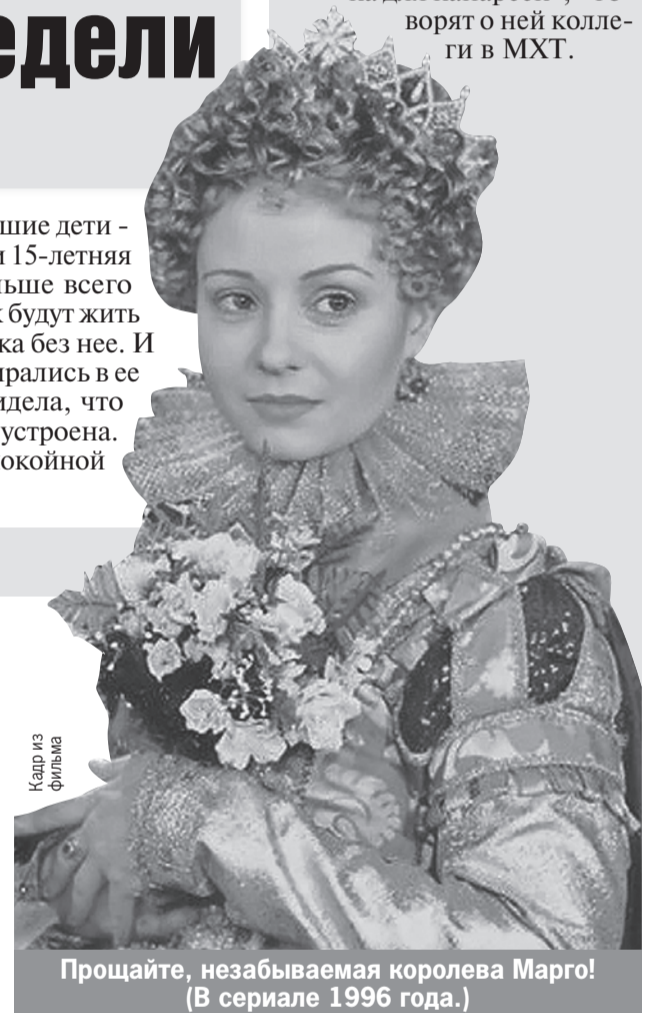 едели
ворят о ней колле-
ги в МХТ.
шие дети -
и 15-летняя
ьше всего
к будут жить
ка без нее. И
ирались в ее
идела, что
устроена.
окойной
Кадр из
фильма
Прощайте, незабываемая королева Марго!
(В сериале 1996 года.)